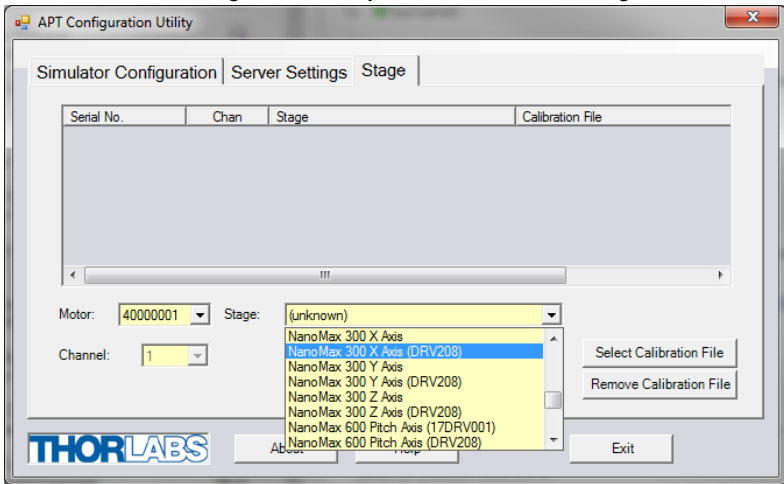 APT Configuration Utility
Simulator Configuration Server Settings Stage
Serial No. Chan Stage Calibration File
Motor: 40000001 Stage: (unknown)
NanoMax 300 X Axis
NanoMax 300 X Axis (DRV208)
Channel: 1 Select Calibration File
NanoMax 300 Y Axis
NanoMax 300 Y Axis (DRV208)
NanoMax 300 Z Axis
Remove Calibration File
NanoMax 300 Z Axis (DRV208)
NanoMax 600 Pitch Axis (17DRV001)
NanoMax 600 Pitch Axis (DRV208)
THORLABS Exit